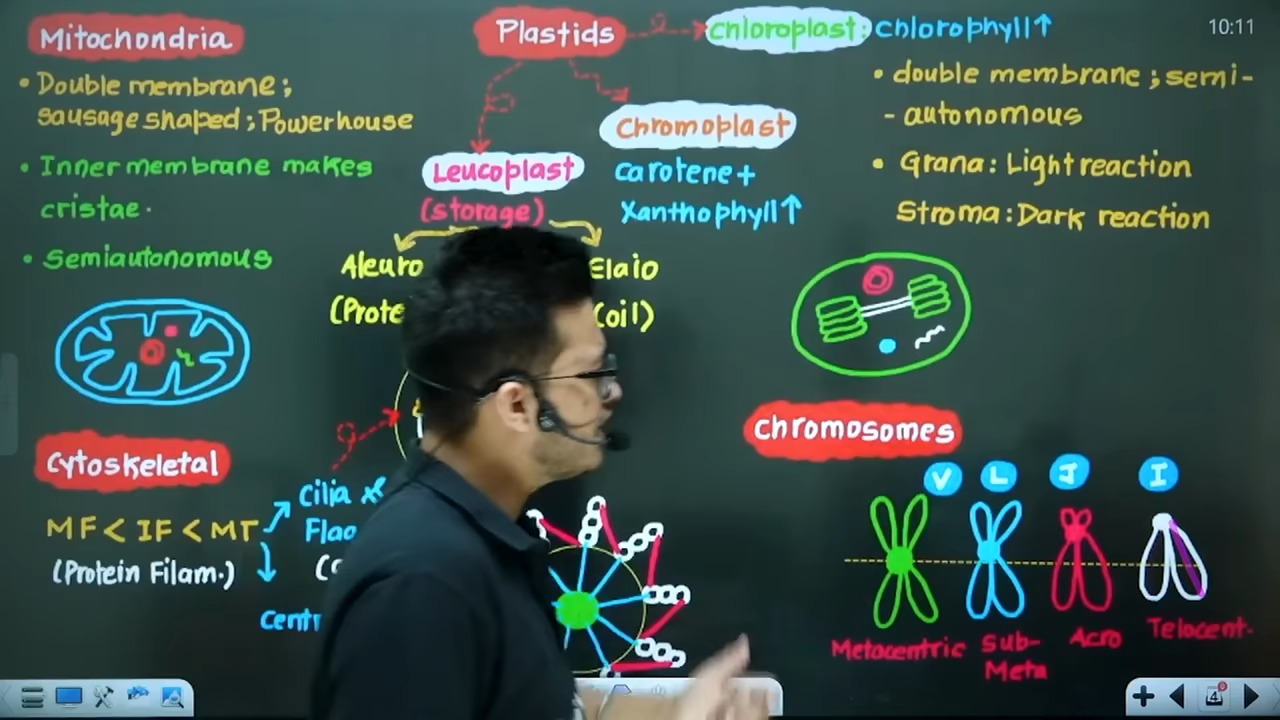 Mitochondria
• Double membrane;
sausage shaped; Powerhouse
• Inner membrane makes
cristae.
• Semiautonomous
Plastids
chloroplast: chlorophyll↑
• double membrane; semi-
- autonomous
• Grana: Light reaction
Stroma: Dark reaction
Chromoplast
carotene +
Xanthophyll↑
Leucoplast
(storage)
Aleuro
(Prote
Elaio
(oil)
Cytoskeletal
MF < IF < MT
(Protein Filam.)
Cilia
Flag
Centr
chromosomes
V L J I
Metacentric
Sub-
Meta
Acro
Telocent.
10:11
4